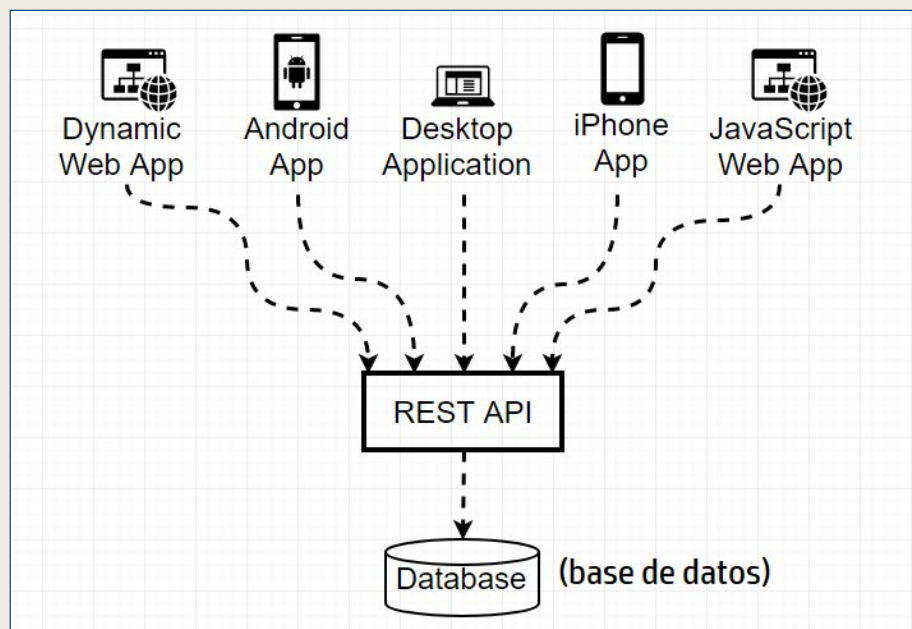 Dynamic
Web App
Android
App
Desktop
Application
iPhone
App
JavaScript
Web App
REST API
Database
(base de datos)